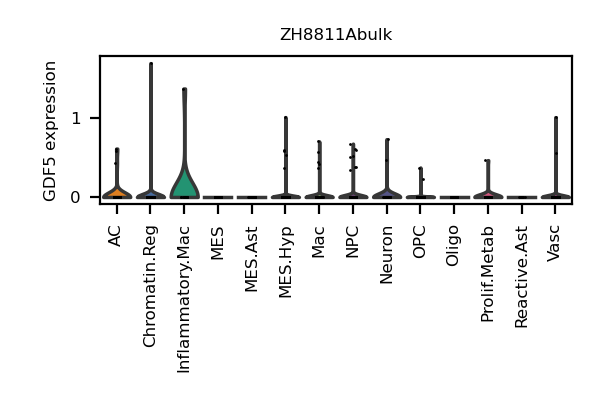 ZH8811Abulk
GDF5 expression
1
0
AC
Chromatin.Reg
Inflammatory.Mac
MES
MES.Ast
MES.Hyp
Mac
NPC
Neuron
OPC
Oligo
Prolif.Metab
Reactive.Ast
Vasc